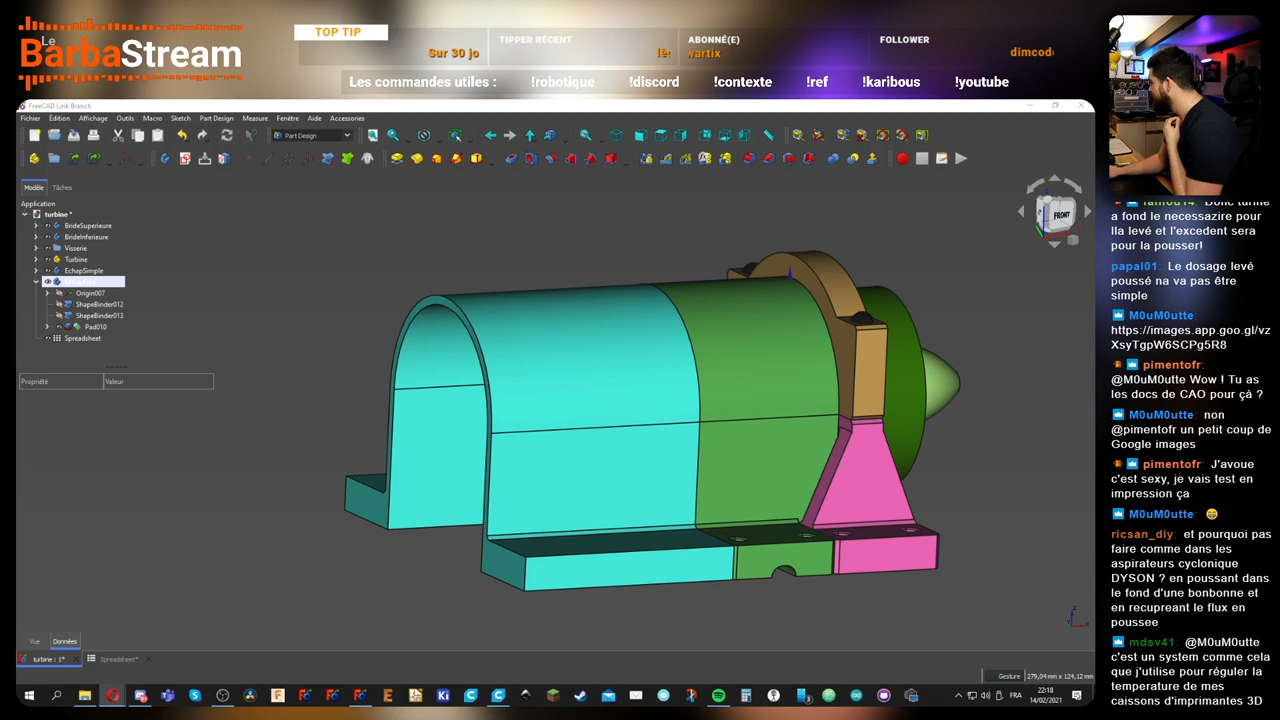 Le
BarbaStream
TOP TIP
Sur 30 jo
TIPPER RÉCENT
ABONNÉ(E)
wartix
FOLLOWER
dimcod
Les commandes utiles : !robotique !discord !contexte !ref !karibous !youtube
FreeCAD Link Branch
Fichier Édition Affichage Outils Macro Sketch Part Design Measure Fenêtre Aide Accessories
Part Design
Modèle Tâches
Application
turbine *
BrideSuperieure
BrideInferieure
Visserie
Turbine
EchapSimple
Origin007
ShapeBinder012
ShapeBinder013
Pad010
Spreadsheet
Propriété Valeur
Vue Données
turbine : 1* Spreadsheet*
FRONT
Gesture 279,04 mm x 124,12 mm
FRA
22:18
14/02/2021
a fond le necessazire pour
lla levé et l'excedent sera
pour la pousser!
papal01: Le dosage levé
poussé na va pas être
simple
M0uM0utte:
https://images.app.goo.gl/vz
XsyTgpW6SCPg5R8
pimentofr:
@M0uM0utte Wow ! Tu as
les docs de CAO pour çà ?
M0uM0utte: non
@pimentofr un petit coup de
Google images
pimentofr: J'avoue
c'est sexy, je vais test en
impression ça
M0uM0utte:
ricsan_diy: et pourquoi pas
faire comme dans les
aspirateurs cyclonique
DYSON ? en poussant dans
le fond d'une bonbonne et
en recupreant le flux en
poussee
mdsv41: @M0uM0utte
c'est un system comme cela
que j'utilise pour réguler la
temperature de mes
caissons d'imprimantes 3D